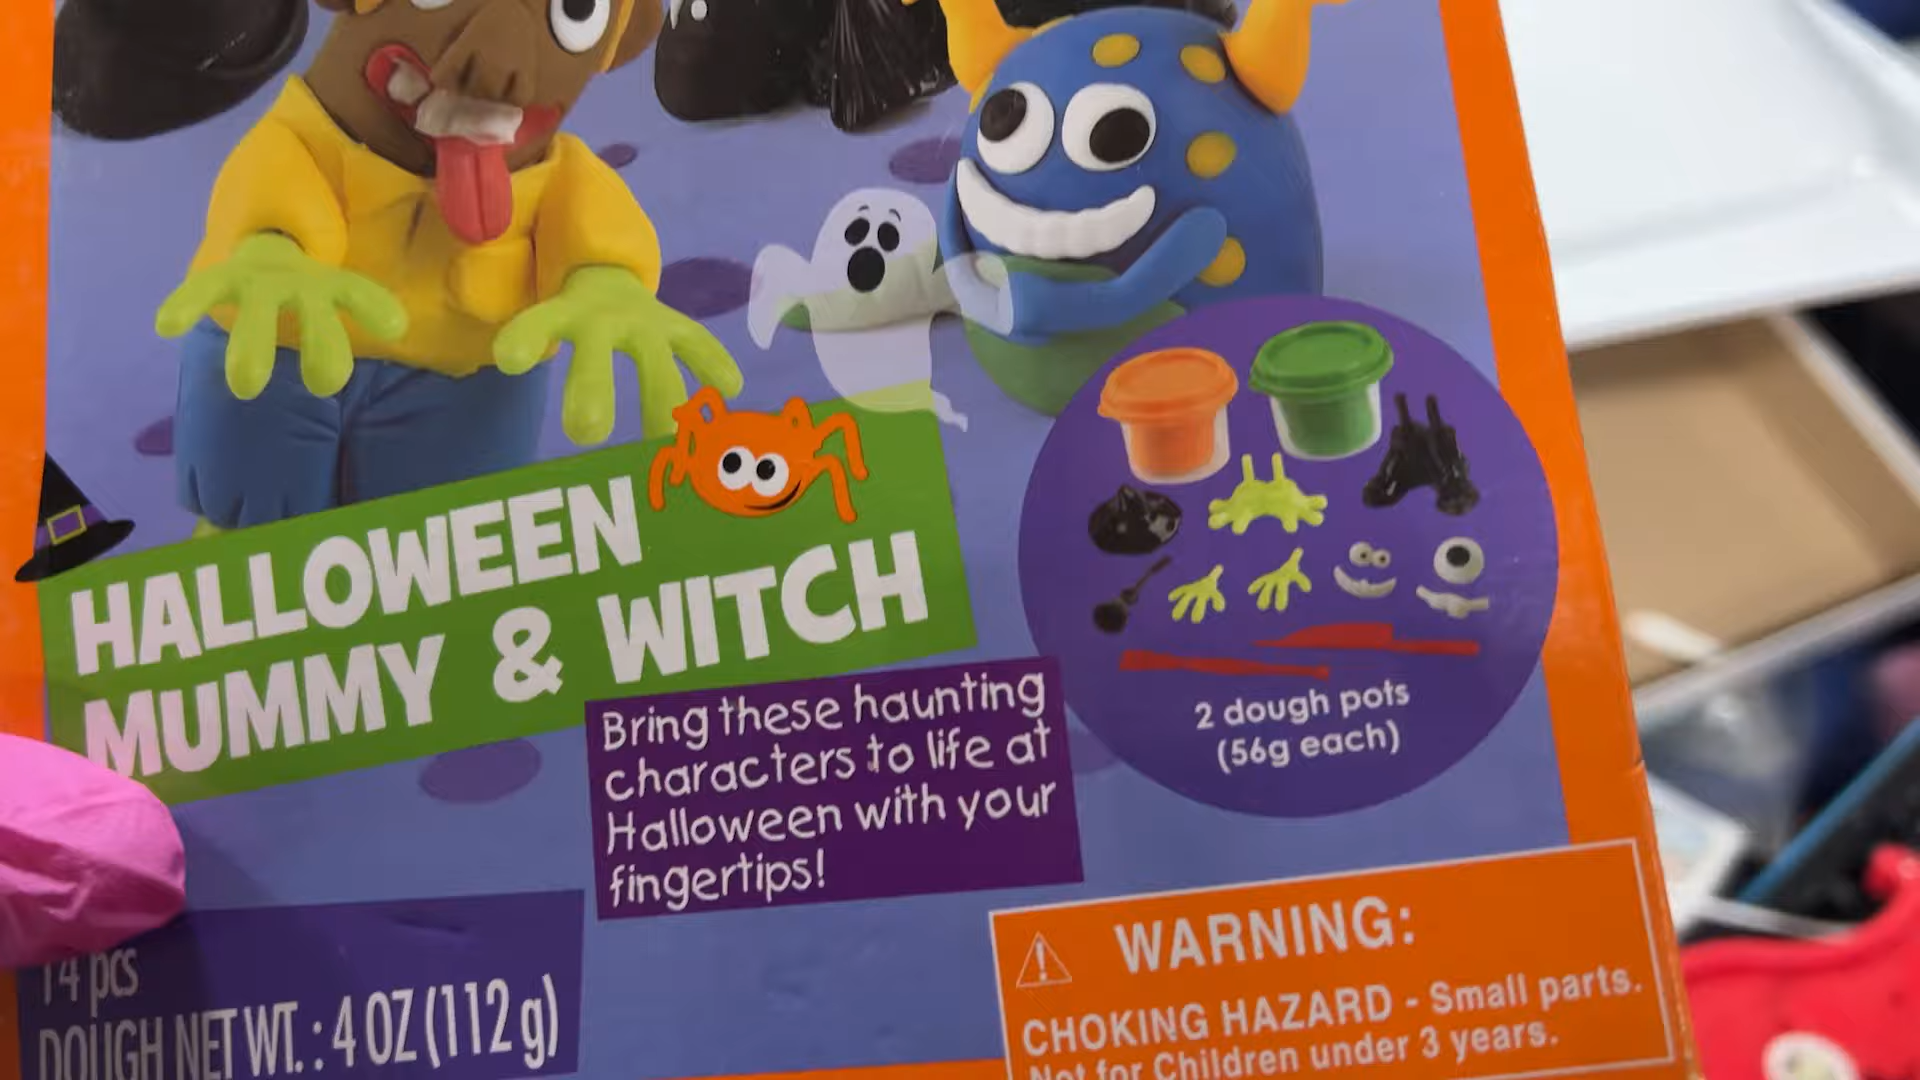 HALLOWEEN
MUMMY & WITCH
Bring these haunting
characters to life at
Halloween with your
fingertips!
2 dough pots
(56g each)
14 pcs
DOUGH NET WT.: 4 OZ (112 g)
WARNING:
CHOKING HAZARD - Small parts.
Not for Children under 3 years.